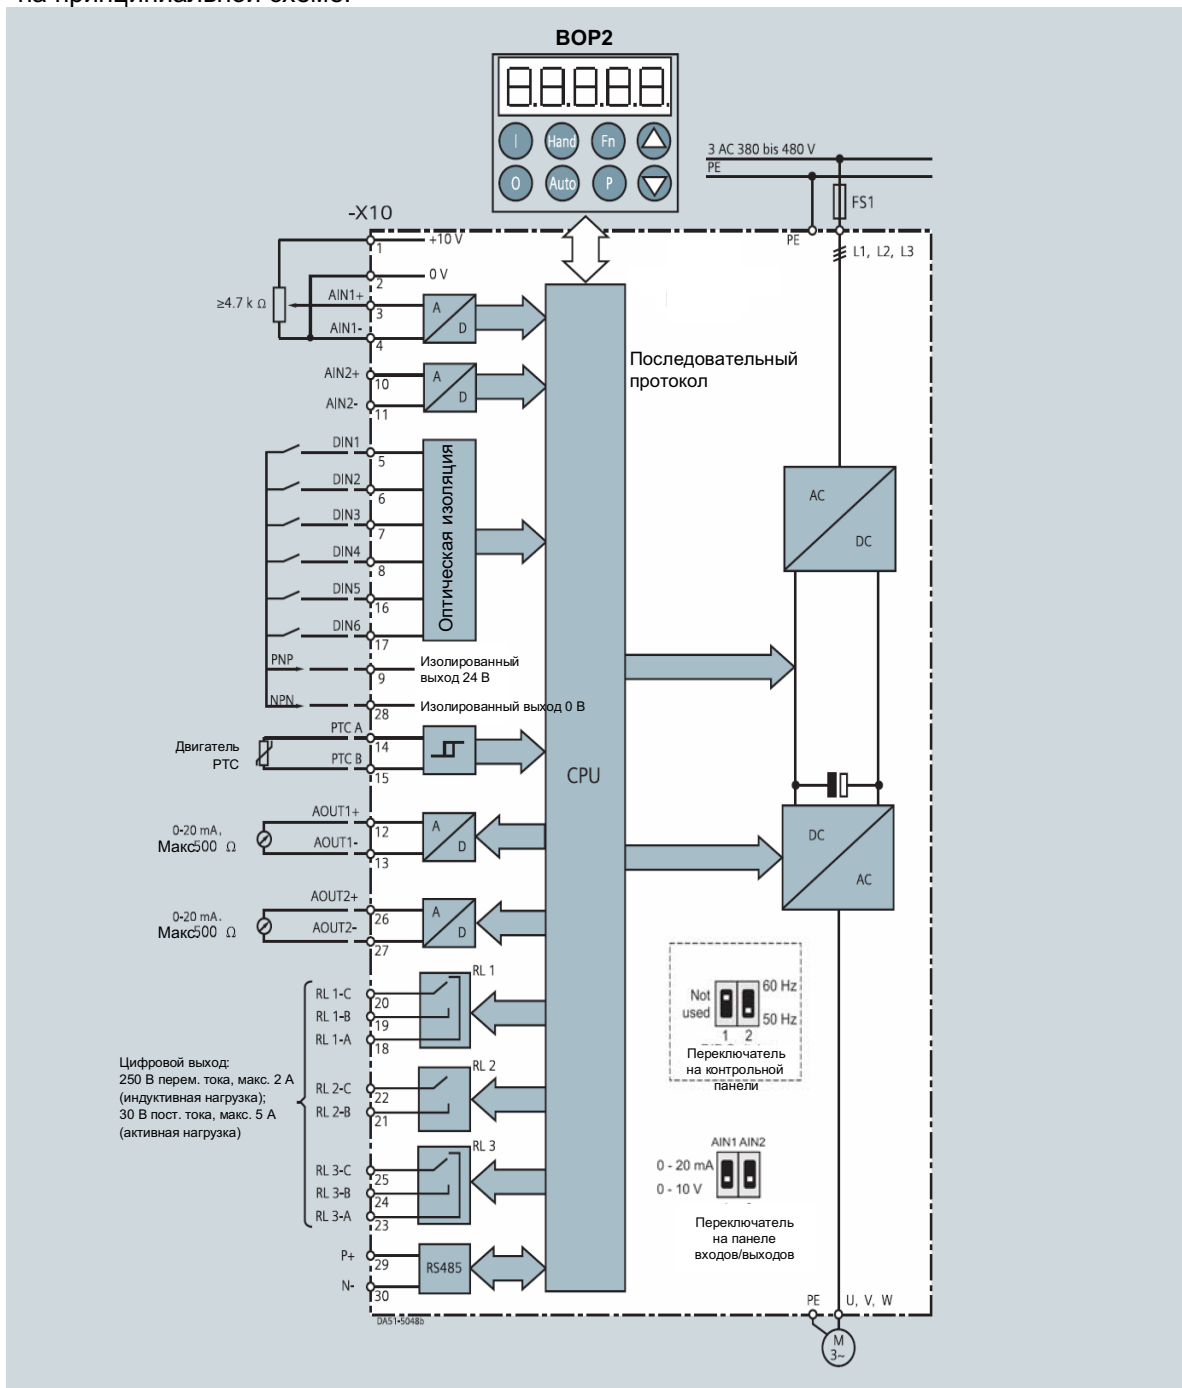 на принципиальной схеме.
BOP2
I
Hand
Fn
O
Auto
P
3 AC 380 bis 480 V
PE
FS1
-X10
PE
L1, L2, L3
1
+10 V
2
0 V
≥4.7 k Ω
AIN1+
3
AIN1-
4
A
D
AIN2+
10
AIN2-
11
A
D
Последовательный
протокол
DIN1
5
DIN2
6
DIN3
7
DIN4
8
DIN5
16
DIN6
17
Оптическая изоляция
AC
DC
PNP
9
Изолированный
выход 24 В
NPN
28
Изолированный выход 0 В
Двигатель
PTC
PTC A
14
PTC B
15
CPU
0-20 mA.
Макс500 Ω
AOUT1+
12
AOUT1-
13
A
D
DC
AC
0-20 mA.
Макс500 Ω
AOUT2+
26
AOUT2-
27
A
D
RL 1
RL 1-C
20
RL 1-B
19
RL 1-A
18
Цифровой выход:
250 В перем. тока, макс. 2 А
(индуктивная нагрузка);
30 В пост. тока, макс. 5 А
(активная нагрузка)
RL 2
RL 2-C
22
RL 2-B
21
RL 3
RL 3-C
25
RL 3-B
24
RL 3-A
23
P+
29
N-
30
RS485
Not
used
60 Hz
50 Hz
1 2
Переключатель
на контрольной
панели
AIN1 AIN2
0 - 20 mA
0 - 10 V
Переключатель
на панеле
входов/выходов
PE
U, V, W
M
3~
DA51-5048b